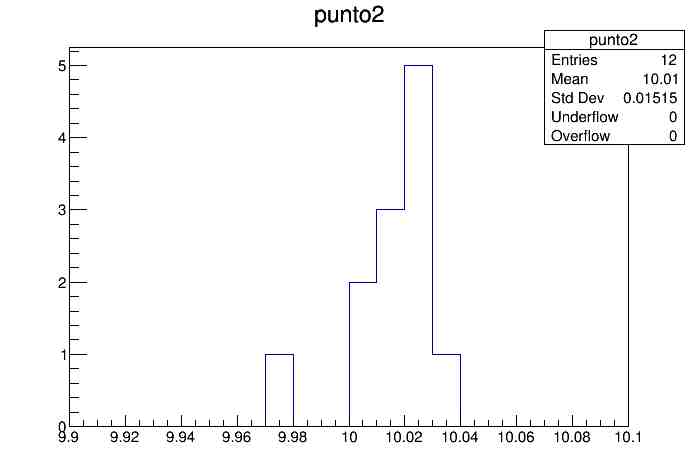 punto2
punto2
Entries 12
Mean 10.01
Std Dev 0.01515
Underflow 0
Overflow 0
5
4
3
2
1
0
9.9 9.92 9.94 9.96 9.98 10 10.02 10.04 10.06 10.08 10.1